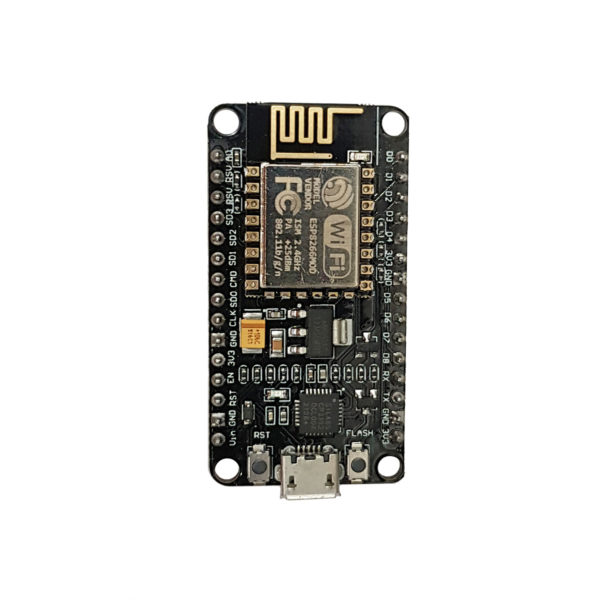 A0
RSV
RSV
SD3
SD2
SD1
CMD
SD0
CLK
GND
3V3
EN
RST
GND
Vin
D0
D1
D2
D3
D4
3V3
GND
D5
D6
D7
D8
RX
TX
GND
3V3
WiFi
MODEL
VENDOR
ESP8266MOD
FC
ISM 2.4GHz
PA +25dBm
802.11b/g/n
RST
FLASH